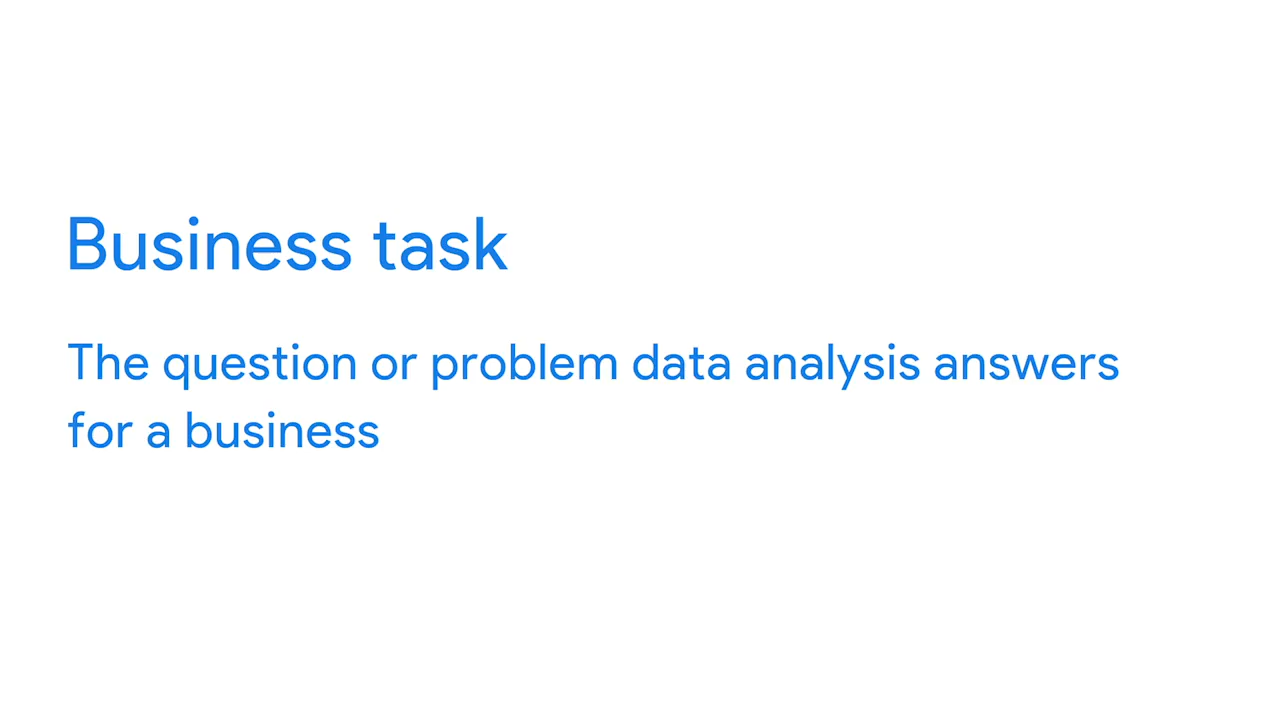 Business task
The question or problem data analysis answers
for a business